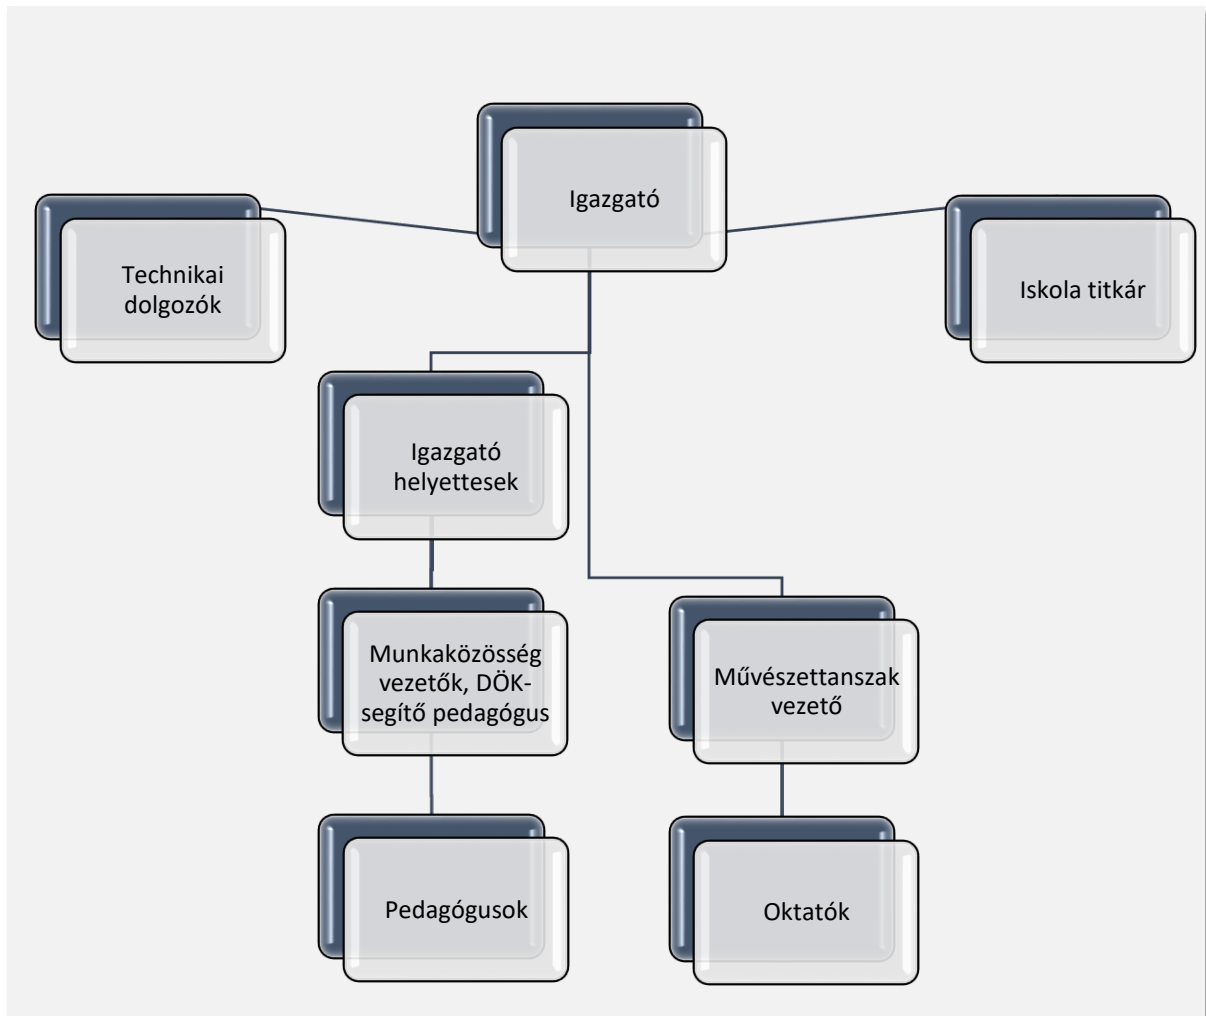 Igazgató
Technikai
dolgozók
Iskola titkár
Igazgató
helyettesek
Munkaközösség
vezetők, DÖK-
segítő pedagógus
Művészettanszak
vezető
Pedagógusok
Oktatók